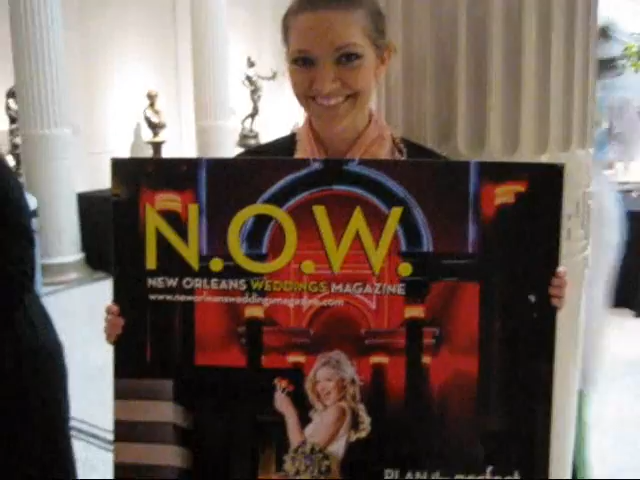 N.O.W.
NEW ORLEANS WEDDINGS MAGAZINE
www.neworleansweddingsmagazine.com
PLAN the perfect